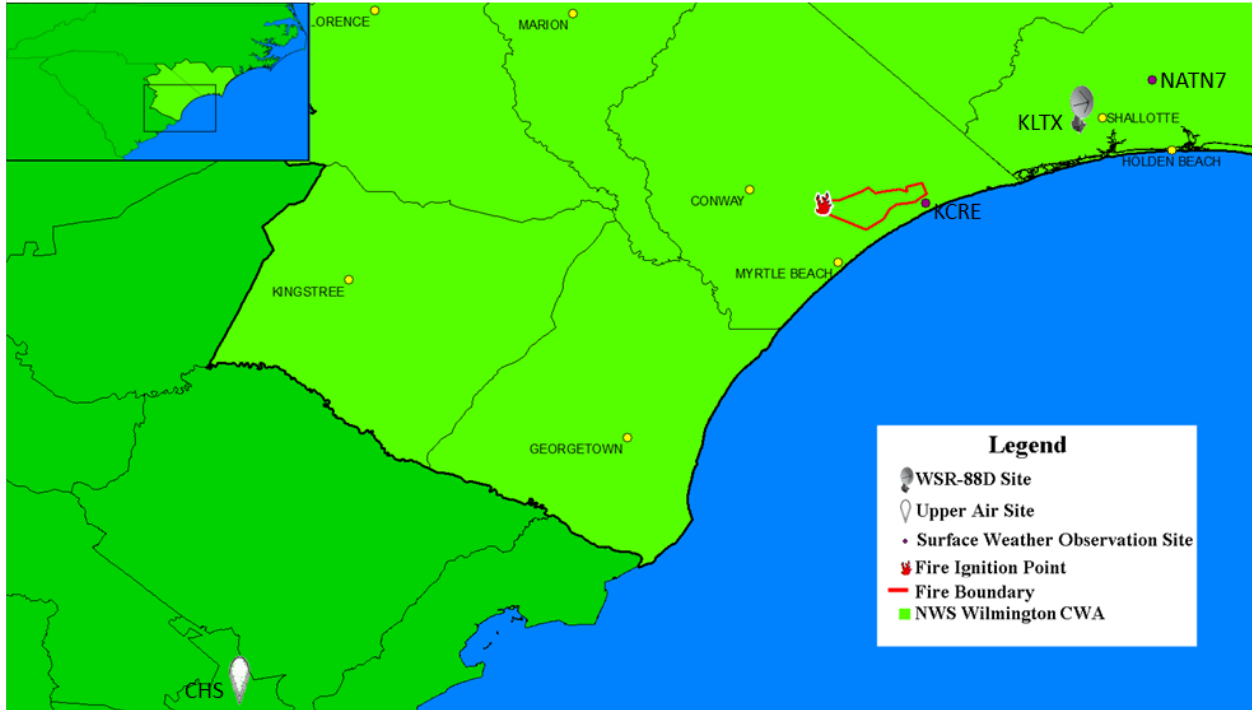 LORENCE
MARION
NATN7
KLTX
SHALLOTTE
HOLDEN BEACH
CONWAY
KCRE
MYRTLE BEACH
KINGSTREE
GEORGETOWN
Legend
WSR-88D Site
Upper Air Site
Surface Weather Observation Site
Fire Ignition Point
Fire Boundary
NWS Wilmington CWA
CHS